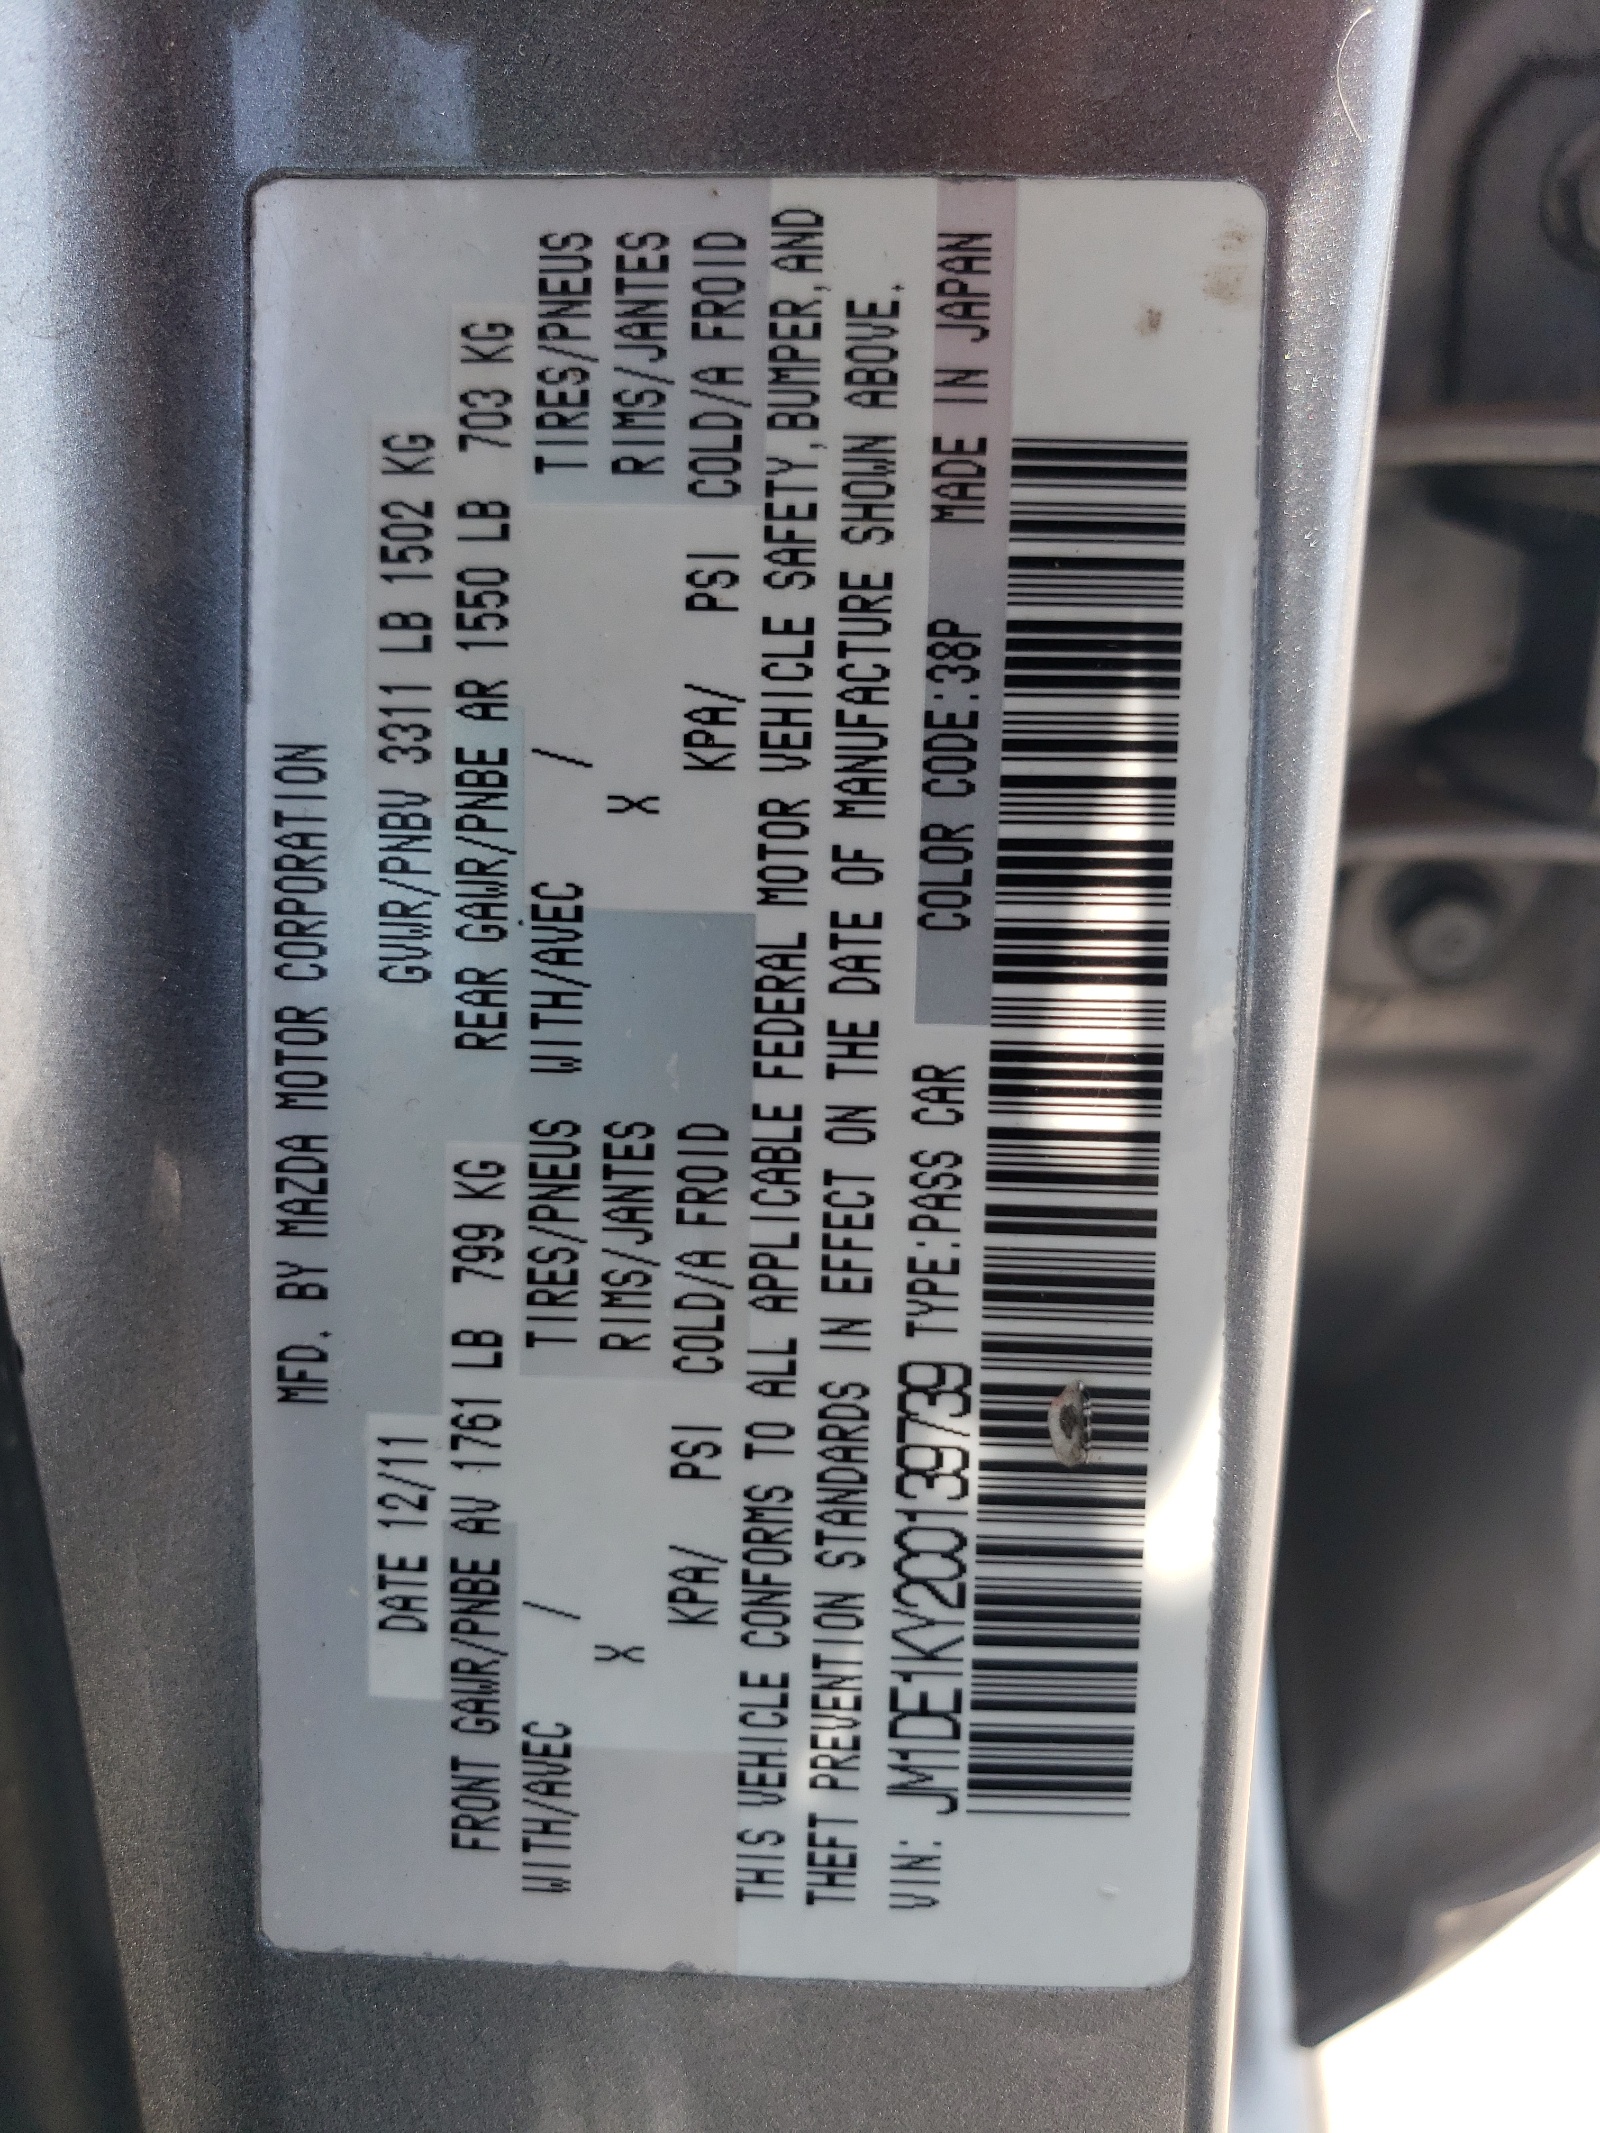 MFD. BY MAZDA MOTOR CORPORATION
DATE 12/11 GVWR/PNBV 3311 LB 1502 KG
FRONT GAWR/PNBE AV 1761 LB 799 KG REAR GAWR/PNBE AR 1550 LB 703 KG
WITH/AVEC / TIRES/PNEUS WITH/AVEC / TIRES/PNEUS
X RIMS/JANTES X RIMS/JANTES
KPA/ PSI COLD/A FROID KPA/ PSI COLD/A FROID
THIS VEHICLE CONFORMS TO ALL APPLICABLE FEDERAL MOTOR VEHICLE SAFETY,BUMPER,AND
THEFT PREVENTION STANDARDS IN EFFECT ON THE DATE OF MANUFACTURE SHOWN ABOVE.
VIN: JM1DE1KY200139739 TYPE:PASS CAR COLOR CODE:38P MADE IN JAPAN